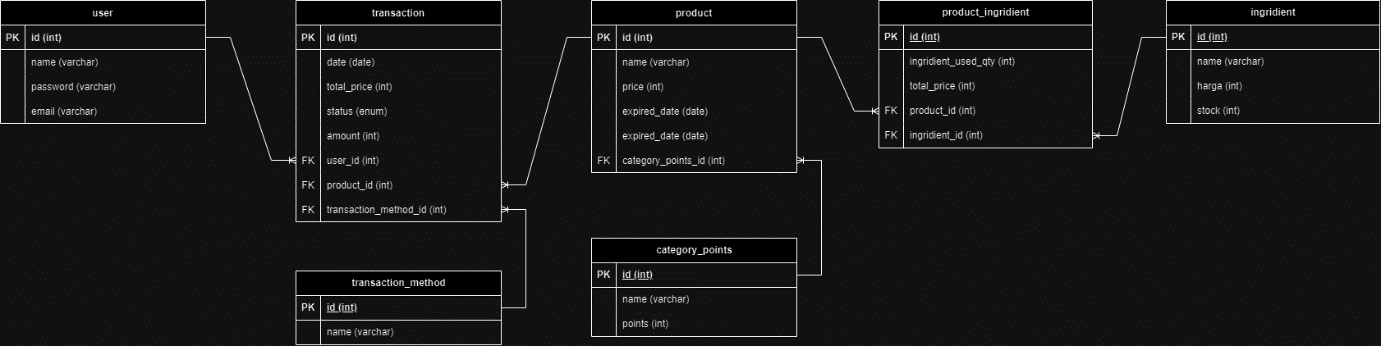 user
PK id (int)
name (varchar)
password (varchar)
email (varchar)
transaction
PK id (int)
date (date)
total_price (int)
status (enum)
amount (int)
FK user_id (int)
FK product_id (int)
FK transaction_method_id (int)
transaction_method
PK id (int)
name (varchar)
product
PK id (int)
name (varchar)
price (int)
expired_date (date)
expired_date (date)
FK category_points_id (int)
category_points
PK id (int)
name (varchar)
points (int)
product_ingridient
PK id (int)
ingridient_used_qty (int)
total_price (int)
FK product_id (int)
FK ingridient_id (int)
ingridient
PK id (int)
name (varchar)
harga (int)
stock (int)